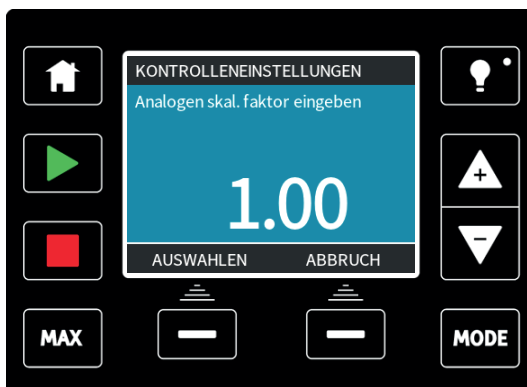 KONTROLLENEINSTELLUNGEN
Analogen skal. faktor eingeben
1.00
AUSWAHLEN ABBRUCH
MAX
MODE